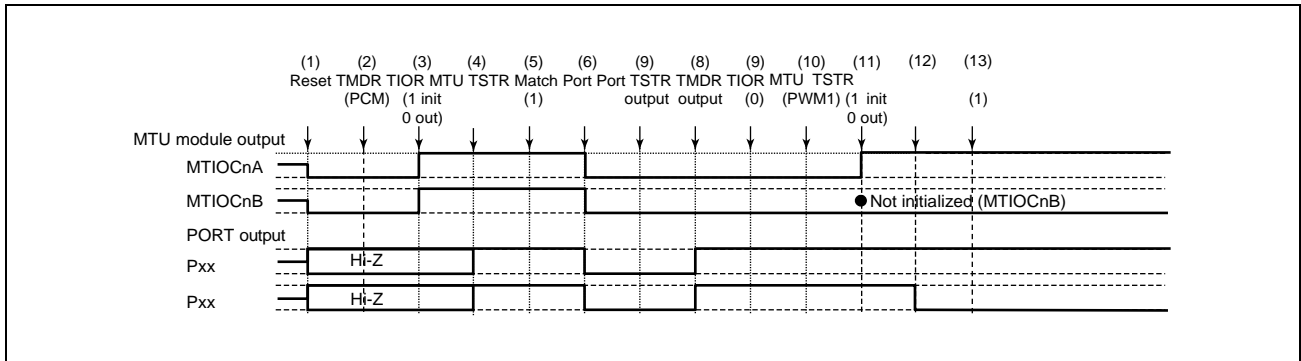 (1) (2) (3) (4) (5) (6) (9) (8) (9) (10) (11) (12) (13)
Reset TMDR TIOR MTU TSTR Match Port Port TSTR TMDR TIOR MTU TSTR
(PCM) (1 init (1) output output (0) (PWM1) (1 init (1)
0 out) 0 out)
MTU module output
MTIOCnA
MTIOCnB
Not initialized (MTIOCnB)
PORT output
Pxx
Hi-Z
Pxx
Hi-Z